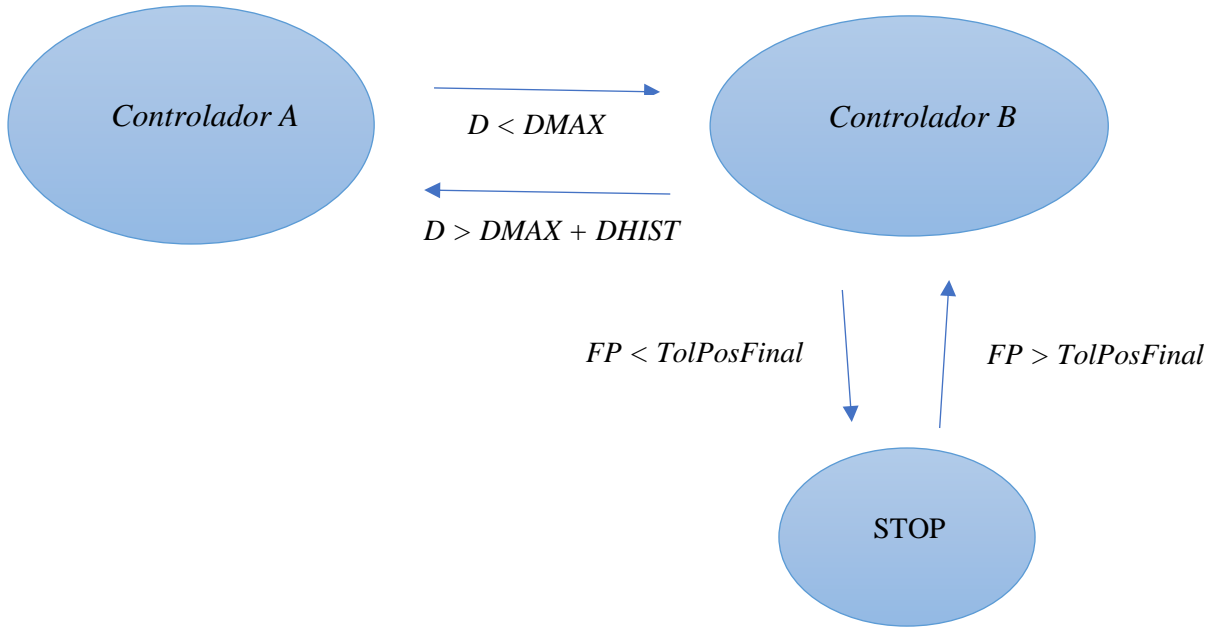 Controlador A
Controlador B
D < DMAX
D > DMAX + DHIST
FP < TolPosFinal
FP > TolPosFinal
STOP